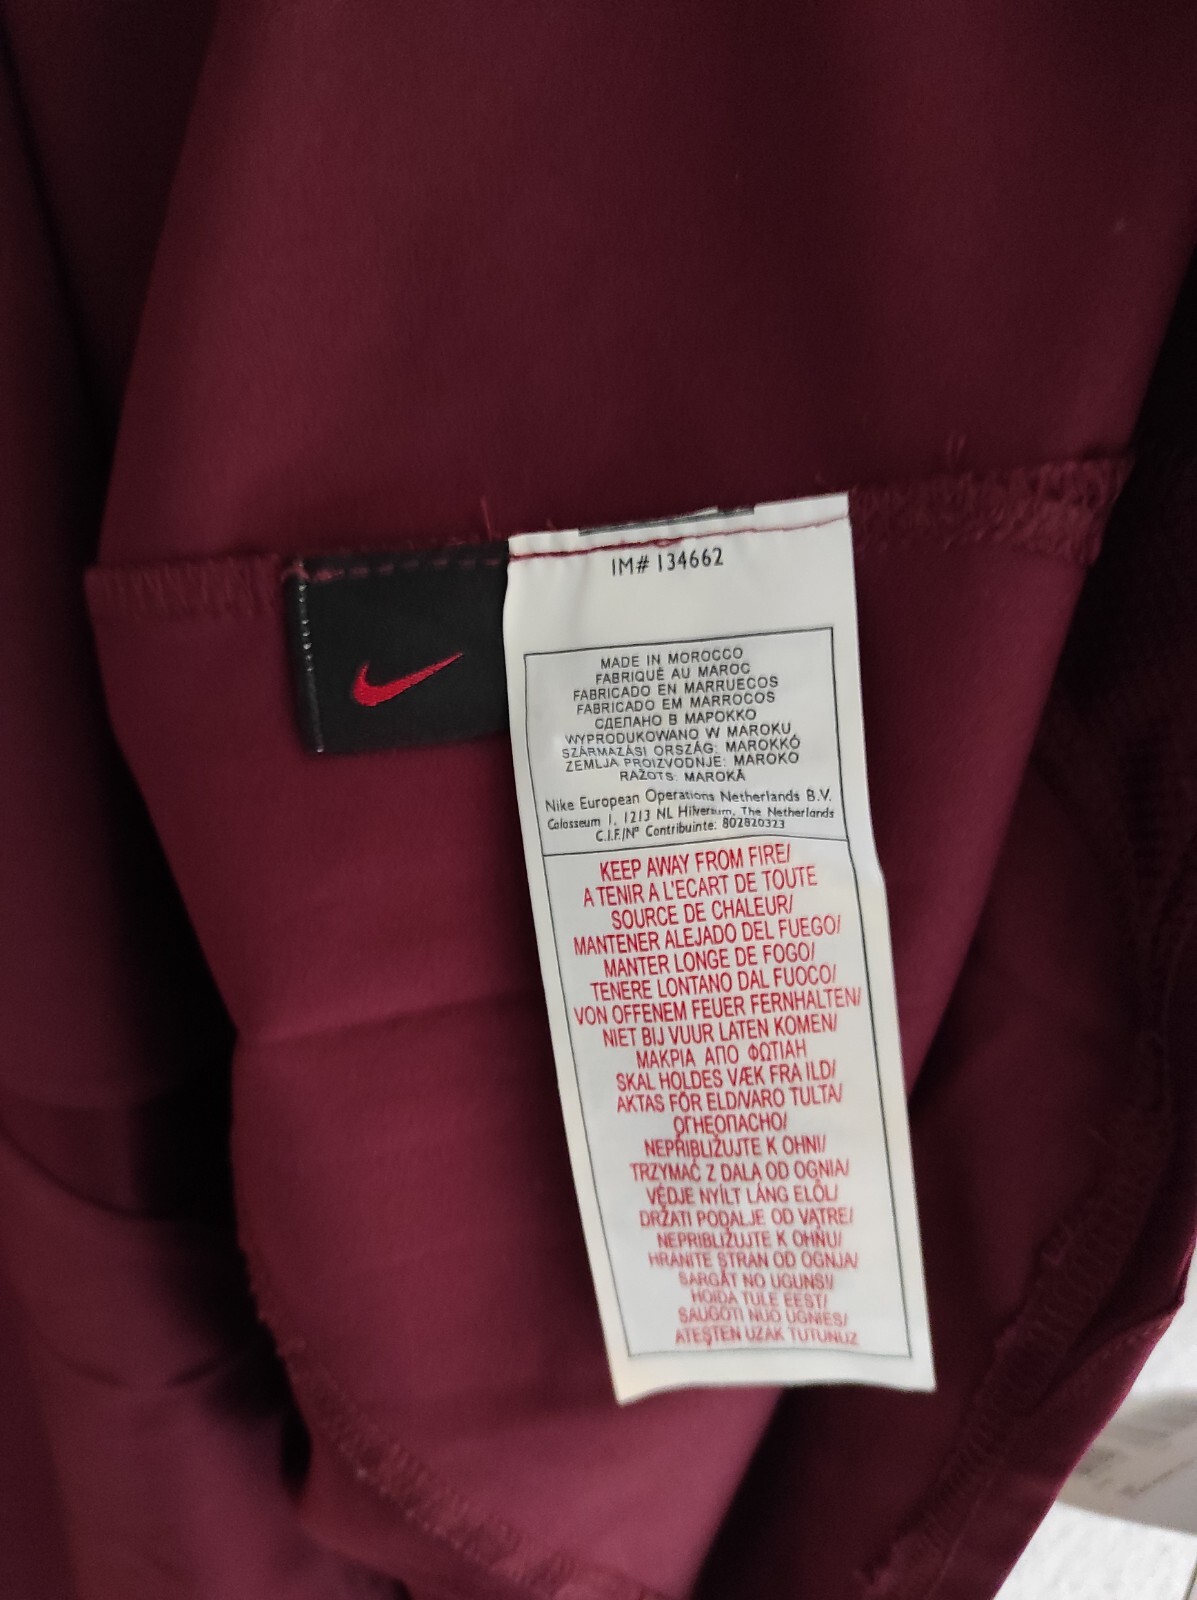 IM# 134662
MADE IN MOROCCO
FABRIQUÉ AU MAROC
FABRICADO EN MARRUECOS
FABRICADO EM MARROCOS
СДЕЛАНО В МАРОККО
WYPRODUKOWANO W MAROKU
SZÁRMAZÁSI ORSZÁG: MAROKKÓ
ZEMLJA PROIZVODNJE: MAROKO
RAŽOTS: MAROKĀ
Nike European Operations Netherlands B.V.
Colosseum 1, 1213 NL Hilversum, The Netherlands
C.I.F./Nº Contribuinte: 802820323
KEEP AWAY FROM FIRE/
A TENIR A L'ECART DE TOUTE
SOURCE DE CHALEUR/
MANTENER ALEJADO DEL FUEGO/
MANTER LONGE DE FOGO/
TENERE LONTANO DAL FUOCO/
VON OFFENEM FEUER FERNHALTEN/
NIET BIJ VUUR LATEN KOMEN/
ΜΑΚΡΙΑ ΑΠΟ ΦΩΤΙΑΗ
SKAL HOLDES VÆK FRA ILD/
AKTAS FÖR ELD/VARO TULTA/
ОГНЕОПАСНО/
NEPŘIBLIŽUJTE K OHNI/
TRZYMAĆ Z DALA OD OGNIA/
VÉDJE NYÍLT LÁNG ELŐL/
DRŽATI PODALJE OD VATRE/
NEPRIBLIŽUJTE K OHŇU/
HRANITE STRAN OD OGNJA/
SARGĀT NO UGUNS!/
HOIDA TULE EEST/
SAUGOTI NUO UGNIES/
ATEŞTEN UZAK TUTUNUZ